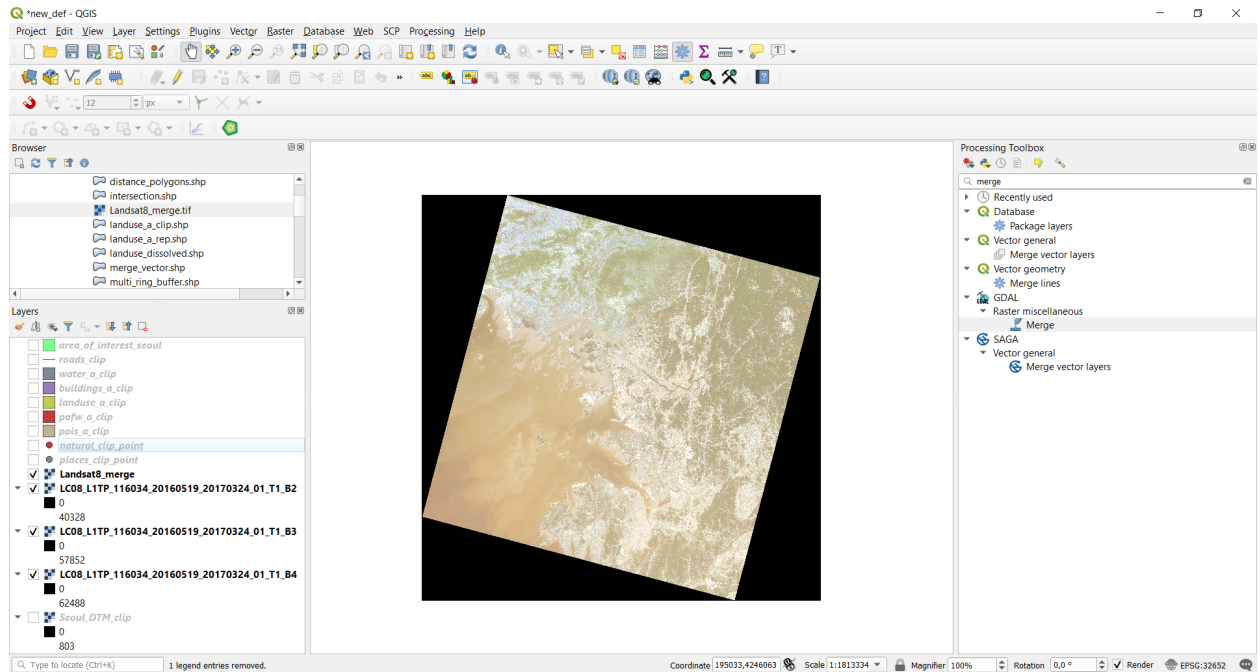 *new_def - QGIS
Project Edit View Layer Settings Plugins Vector Raster Database Web SCP Processing Help
12 px
Browser
distance_polygons.shp
intersection.shp
Landsat8_merge.tif
landuse_a_clip.shp
landuse_a_rep.shp
landuse_dissolved.shp
merge_vector.shp
multi_ring_buffer.shp
Layers
area_of_interest_seoul
roads_clip
water_a_clip
buildings_a_clip
landuse_a_clip
pofw_a_clip
pois_a_clip
natural_clip_point
places_clip_point
Landsat8_merge
LC08_L1TP_116034_20160519_20170324_01_T1_B2
0
40328
LC08_L1TP_116034_20160519_20170324_01_T1_B3
0
57852
LC08_L1TP_116034_20160519_20170324_01_T1_B4
0
62488
Seoul_DTM_clip
0
803
Processing Toolbox
merge
Recently used
Database
Package layers
Vector general
Merge vector layers
Vector geometry
Merge lines
GDAL
Raster miscellaneous
Merge
SAGA
Vector general
Merge vector layers
Type to locate (Ctrl+K) 1 legend entries removed. Coordinate 195033,4246063 Scale 1:1813334 Magnifier 100% Rotation 0,0 ° Render EPSG:32652